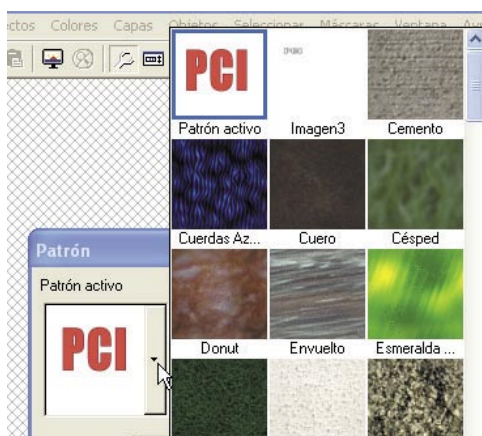 ectos Colores Capas Objetos Seleccionar Máscaras Ventana
PCI
Patrón activo Imagen3 Cemento
Cuerdas Az... Cuero Césped
Patrón
Patrón activo
PCI
Donut Envuelto Esmeralda ...